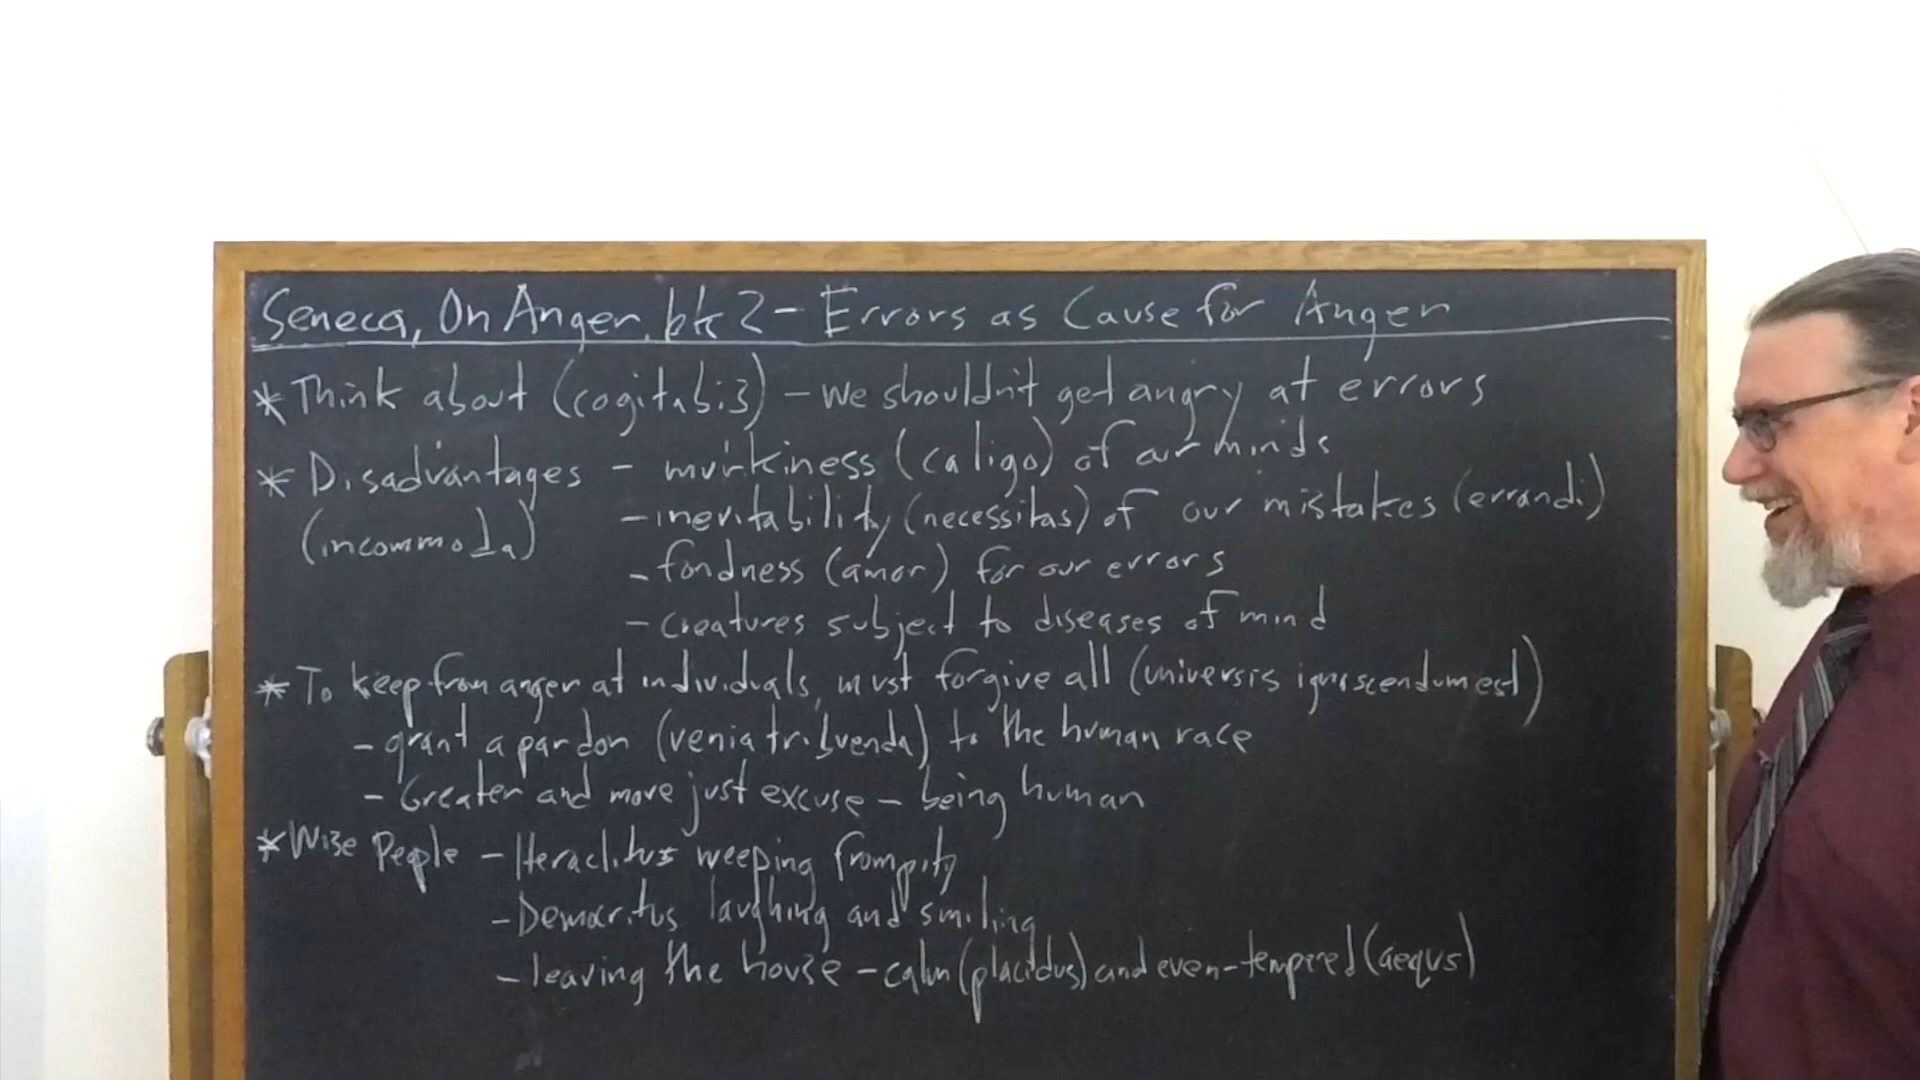 Seneca, On Anger, bk 2 - Errors as Cause for Anger
* Think about (cogitabis) - we shouldn't get angry at errors
* Disadvantages - murkiness (caligo) of our minds
(incommoda) - inevitability (necessitas) of our mistakes (errandi)
- fondness (amor) for our errors
- creatures subject to diseases of mind
* To keep from anger at individuals, must forgive all (universis ignoscendum est)
- grant a pardon (venia tribuenda) to the human race
- Greater and more just excuse - being human
* Wise People - Heraclitus weeping from pity
- Democritus laughing and smiling
- leaving the house - calm (placidus) and even-tempered (aequs)